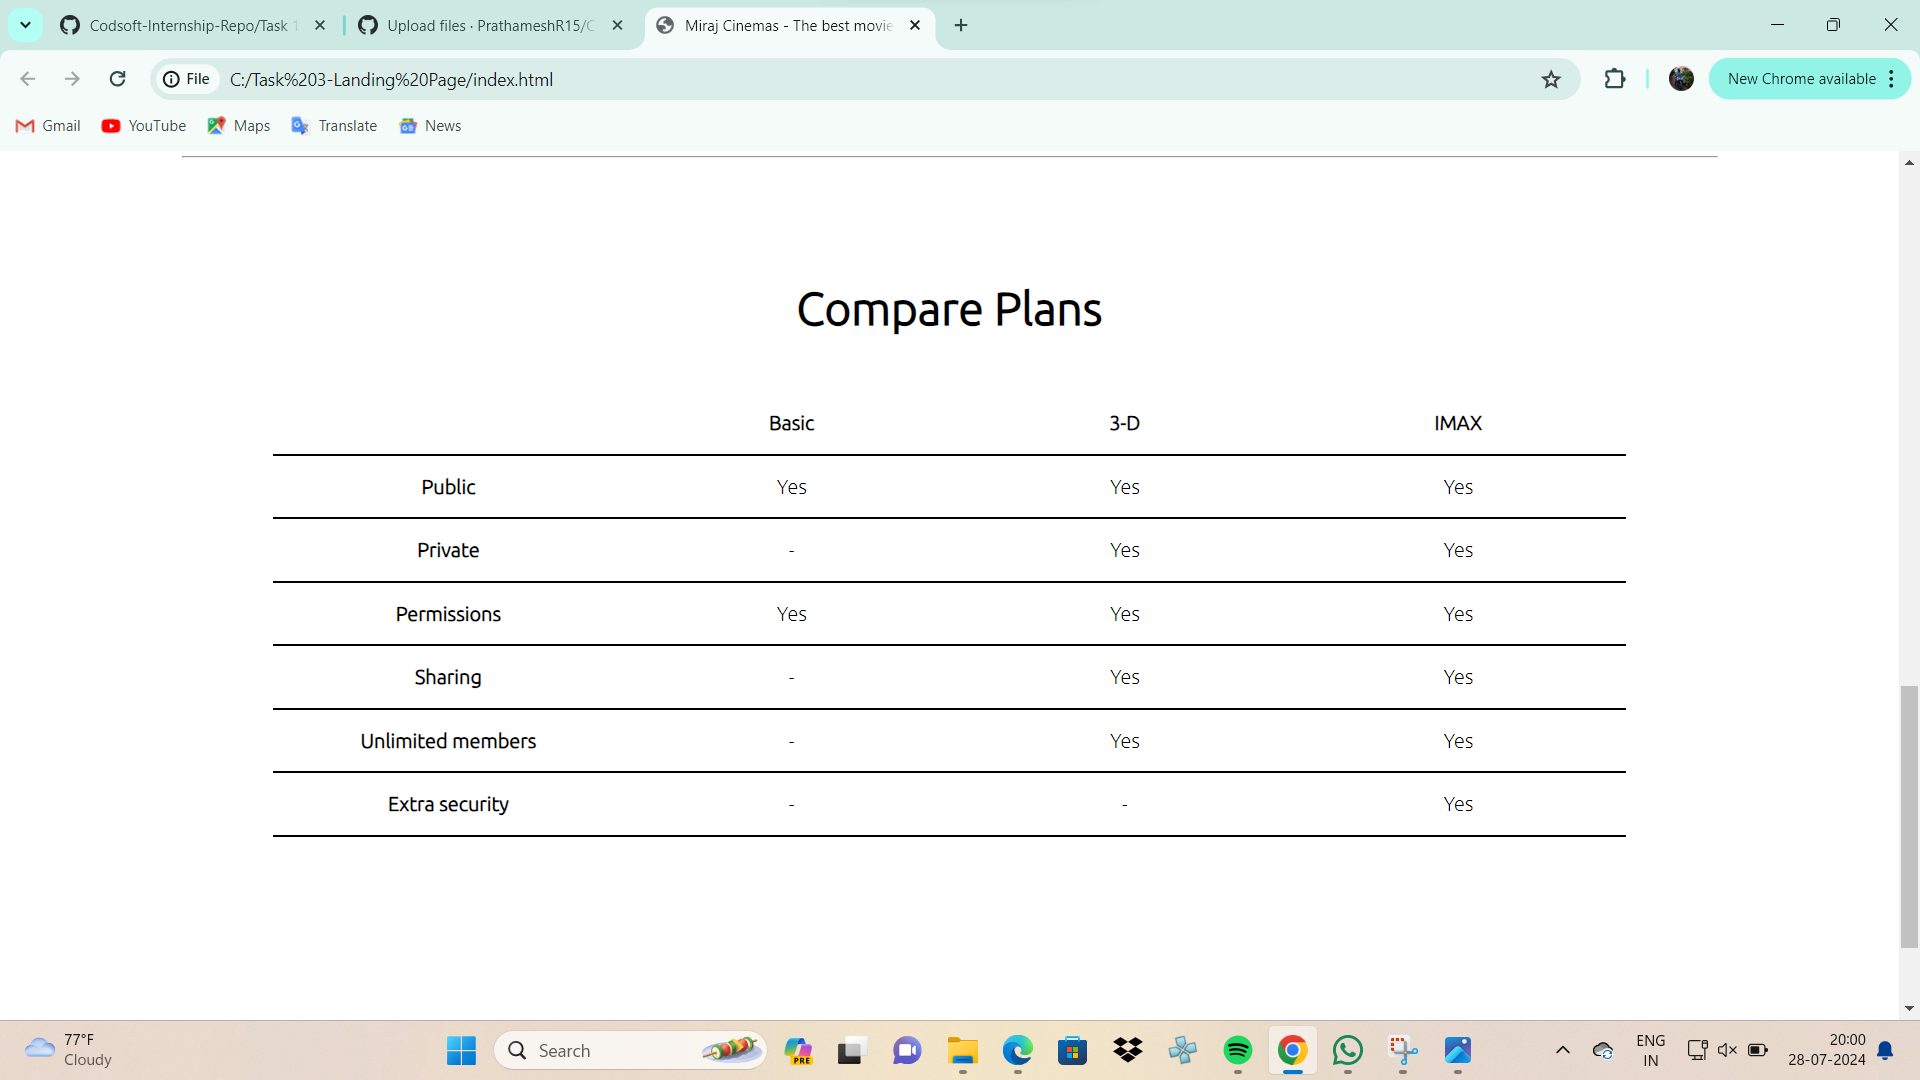 Codsoft-Internship-Repo/Task 1
Upload files · PrathameshR15/C
Miraj Cinemas - The best movie
File
C:/Task%203-Landing%20Page/index.html
New Chrome available
Gmail
YouTube
Maps
Translate
News
Compare Plans
Basic 3-D IMAX
Public Yes Yes Yes
Private - Yes Yes
Permissions Yes Yes Yes
Sharing - Yes Yes
Unlimited members - Yes Yes
Extra security - - Yes
77°F
Cloudy
Search
PRE
ENG
IN
20:00
28-07-2024